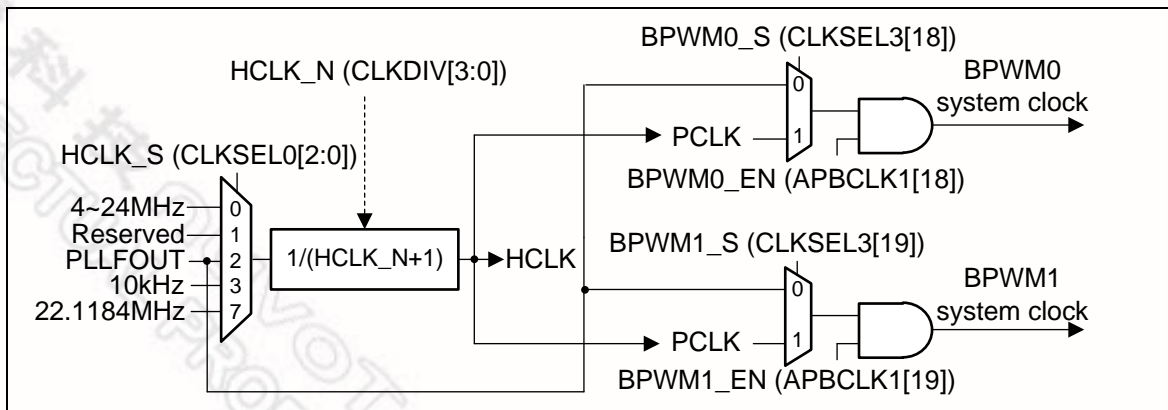 BPWM0_S (CLKSEL3[18])
HCLK_N (CLKDIV[3:0])
BPWM0
system clock
0
1
PCLK
HCLK_S (CLKSEL0[2:0])
BPWM0_EN (APBCLK1[18])
4~24MHz
0
Reserved
1
PLLFOUT
2
10kHz
3
22.1184MHz
7
1/(HCLK_N+1)
HCLK
BPWM1_S (CLKSEL3[19])
BPWM1
system clock
0
1
PCLK
BPWM1_EN (APBCLK1[19])